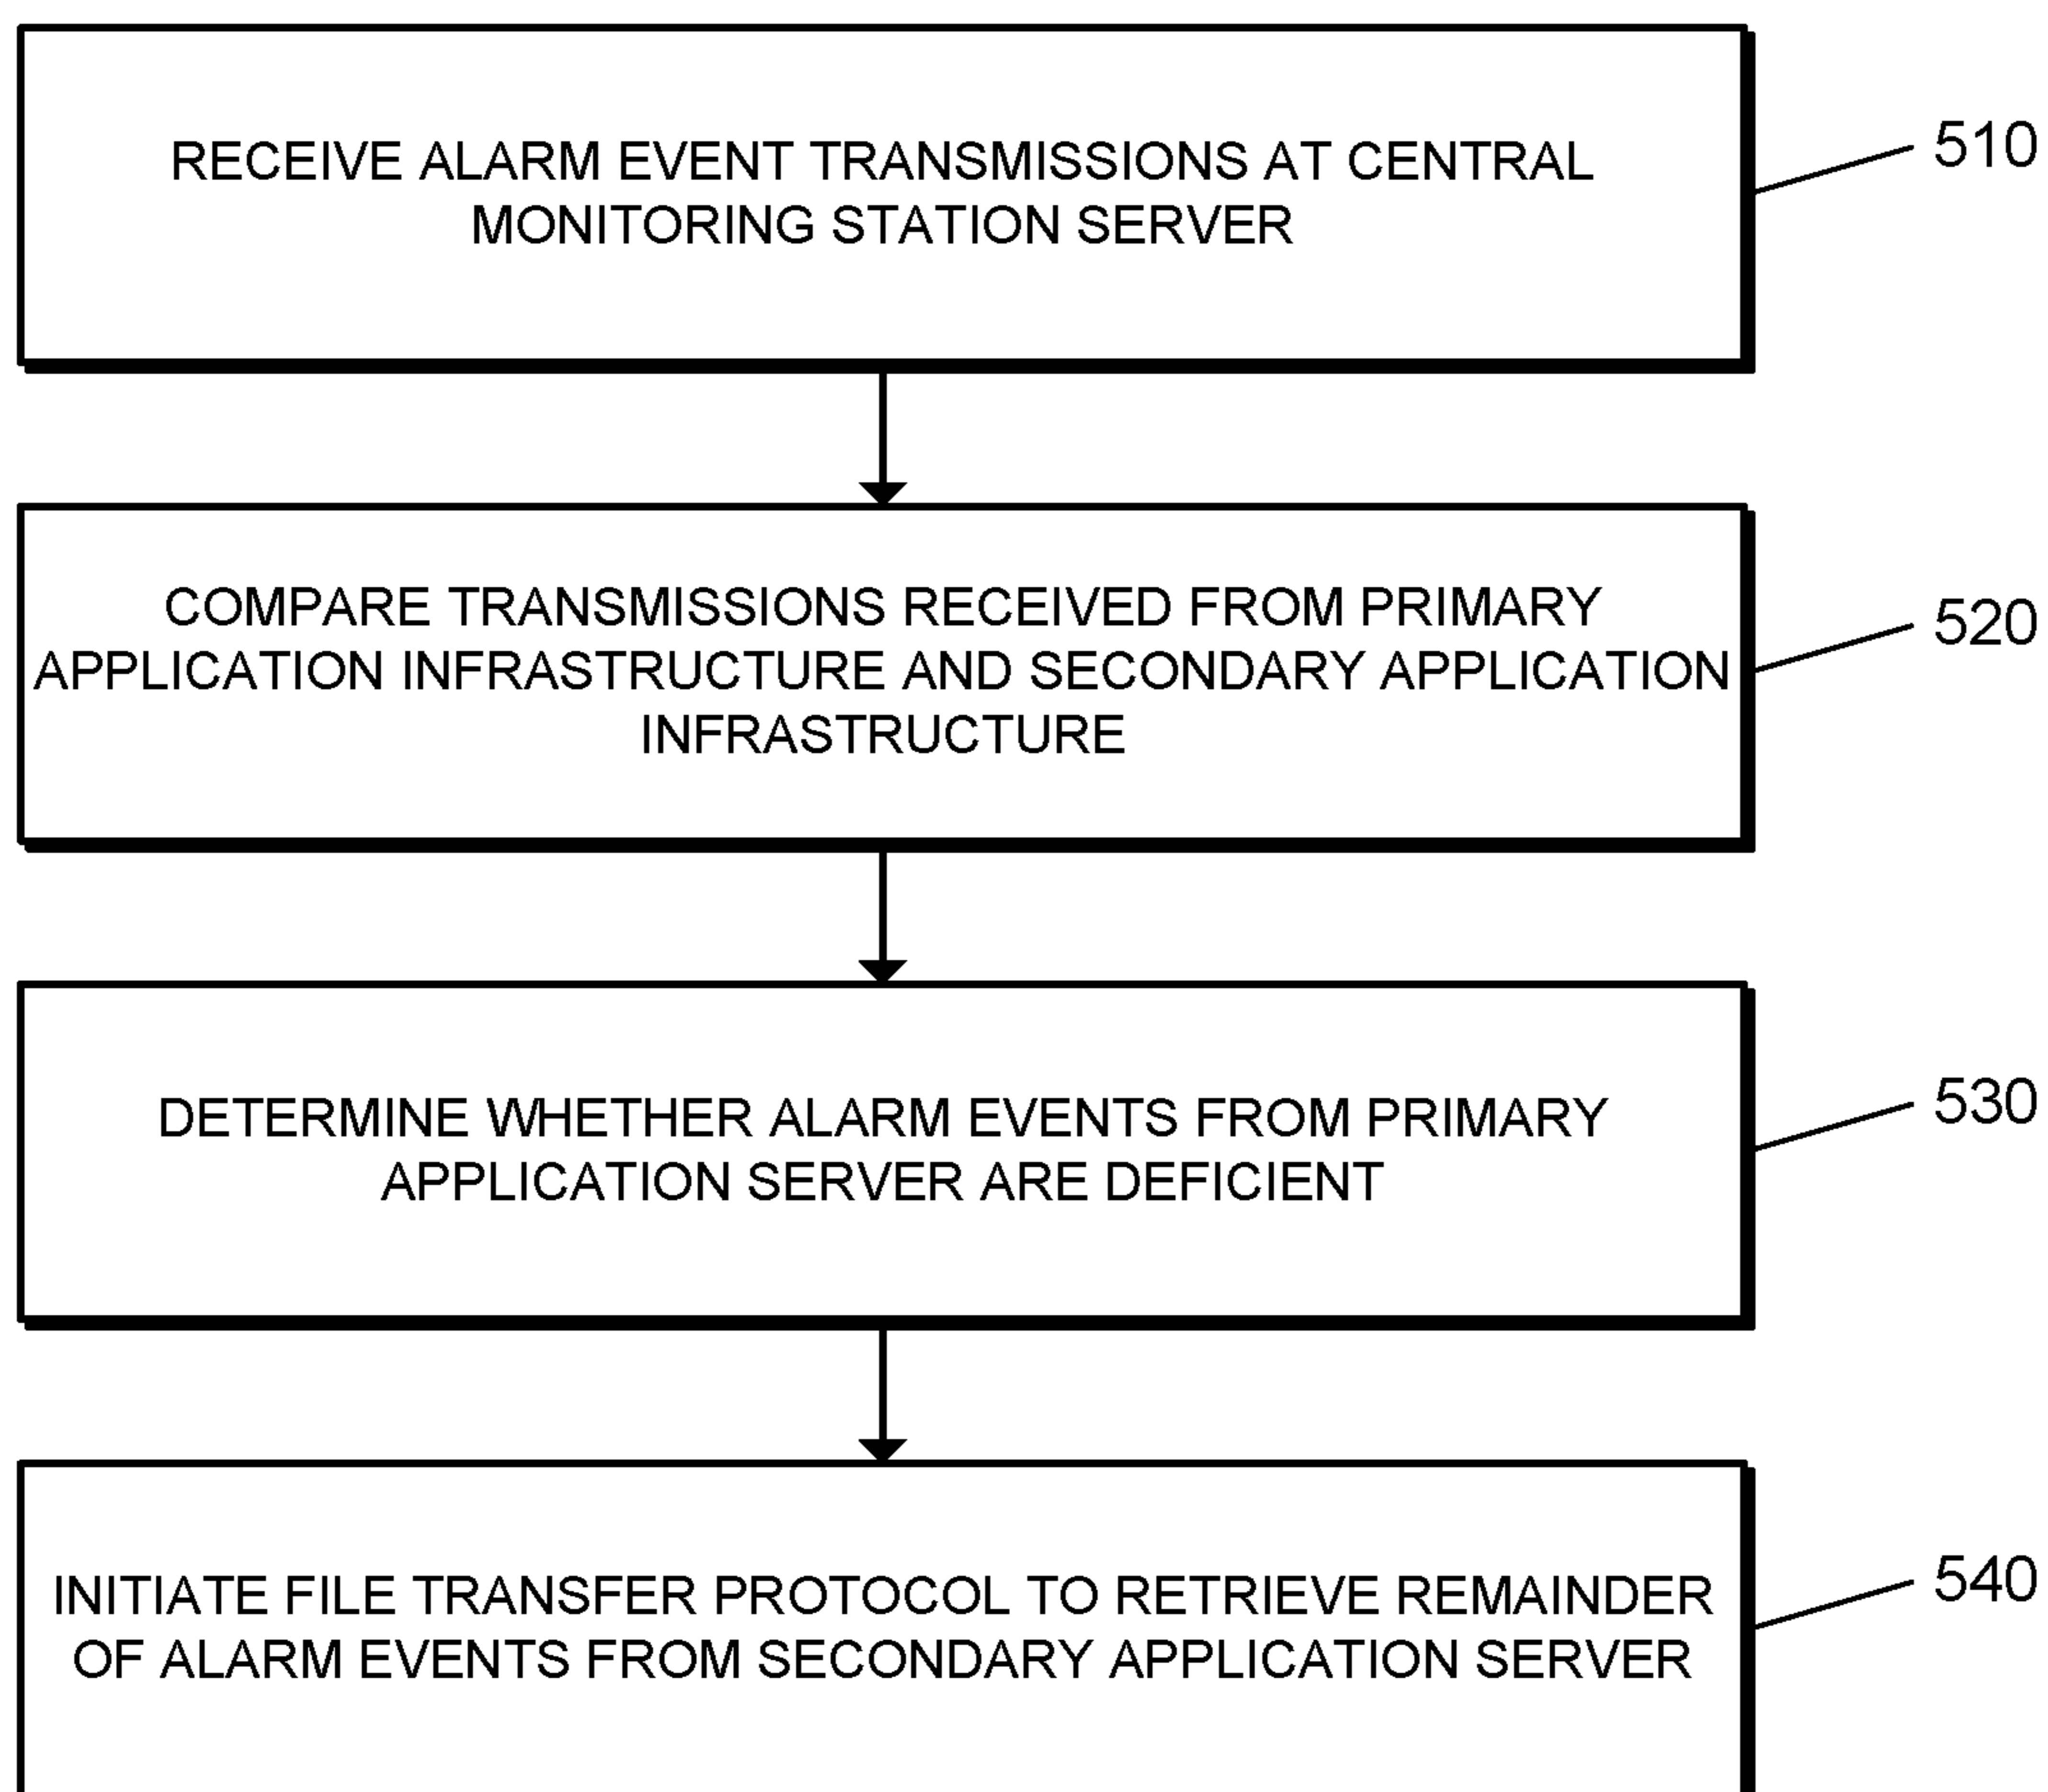 RECEIVE ALARM EVENT TRANSMISSIONS AT CENTRAL
MONITORING STATION SERVER
510
COMPARE TRANSMISSIONS RECEIVED FROM PRIMARY
APPLICATION INFRASTRUCTURE AND SECONDARY APPLICATION
INFRASTRUCTURE
520
DETERMINE WHETHER ALARM EVENTS FROM PRIMARY
APPLICATION SERVER ARE DEFICIENT
530
INITIATE FILE TRANSFER PROTOCOL TO RETRIEVE REMAINDER
OF ALARM EVENTS FROM SECONDARY APPLICATION SERVER
540